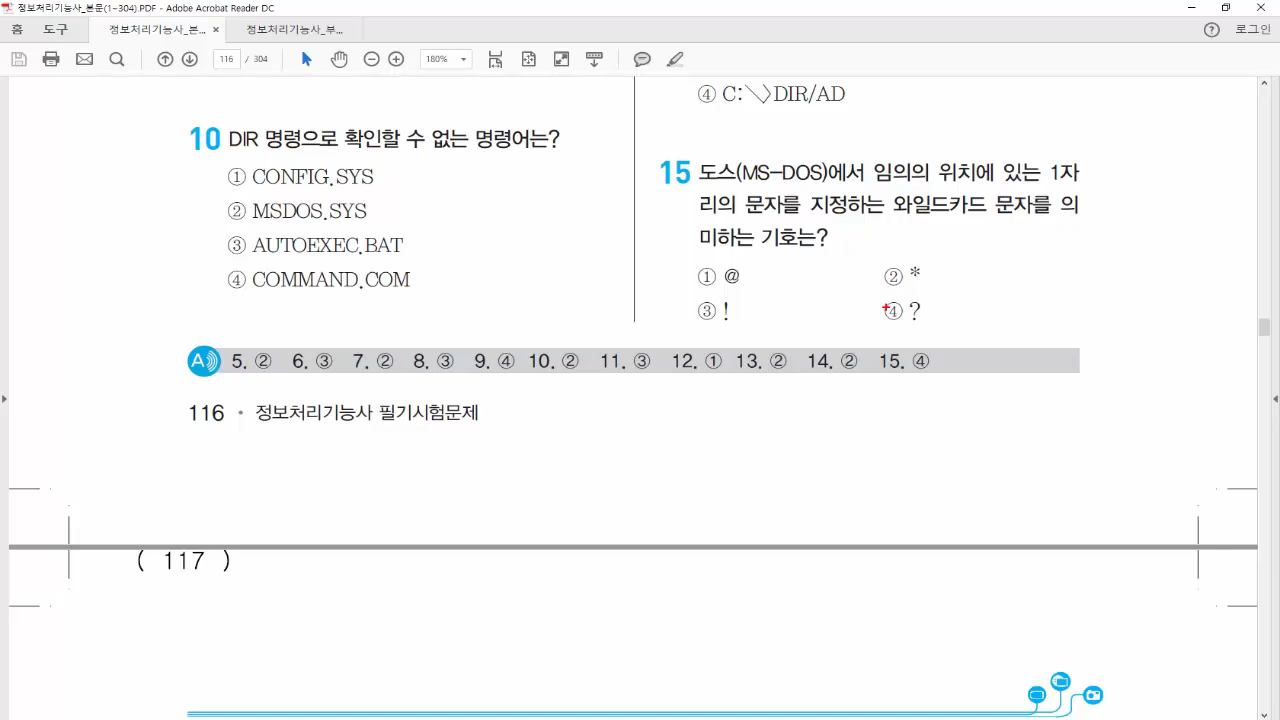 정보처리기능사_본문(1~304).PDF - Adobe Acrobat Reader DC
홈 도구 정보처리기능사_본... × 정보처리기능사_부... ? 로그인
116 / 304 180%
④ C:\>DIR/AD
10 DIR 명령으로 확인할 수 없는 명령어는?
① CONFIG.SYS
② MSDOS.SYS
③ AUTOEXEC.BAT
④ COMMAND.COM
15 도스(MS-DOS)에서 임의의 위치에 있는 1자
리의 문자를 지정하는 와일드카드 문자를 의
미하는 기호는?
① @ ② *
③ ! ④ ?
A 5. ② 6. ③ 7. ② 8. ③ 9. ④ 10. ② 11. ③ 12. ① 13. ② 14. ② 15. ④
116 • 정보처리기능사 필기시험문제
( 117 )